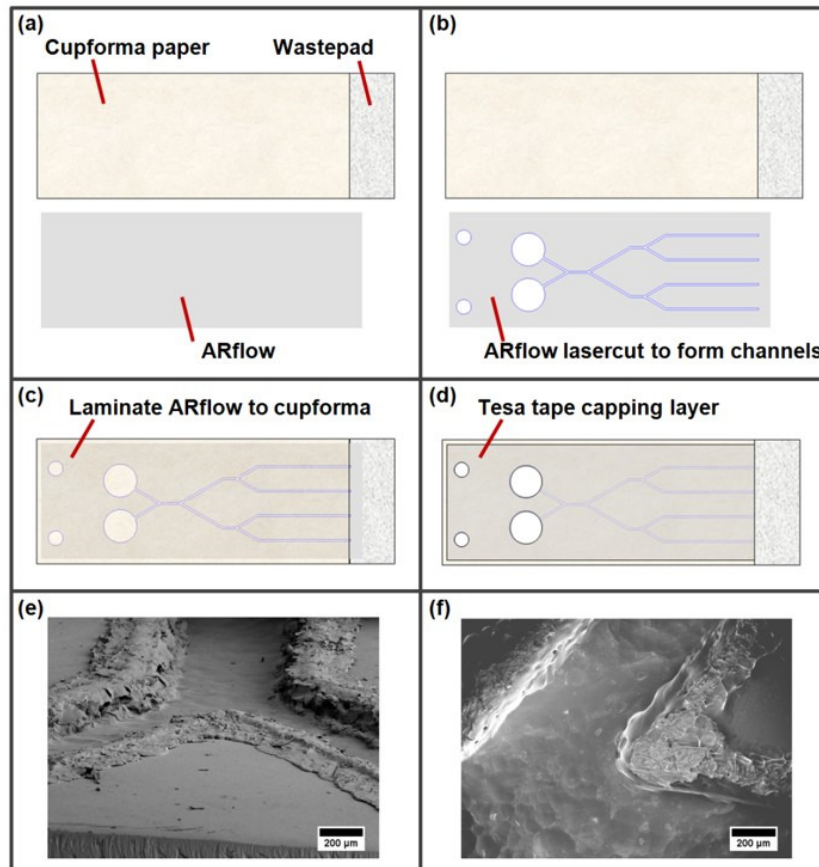 (a)
Cupforma paper
Wastepad
ARflow
(b)
ARflow lasercut to form channels
(c)
Laminate ARflow to cupforma
(d)
Tesa tape capping layer
(e)
200 µm
(f)
200 µm